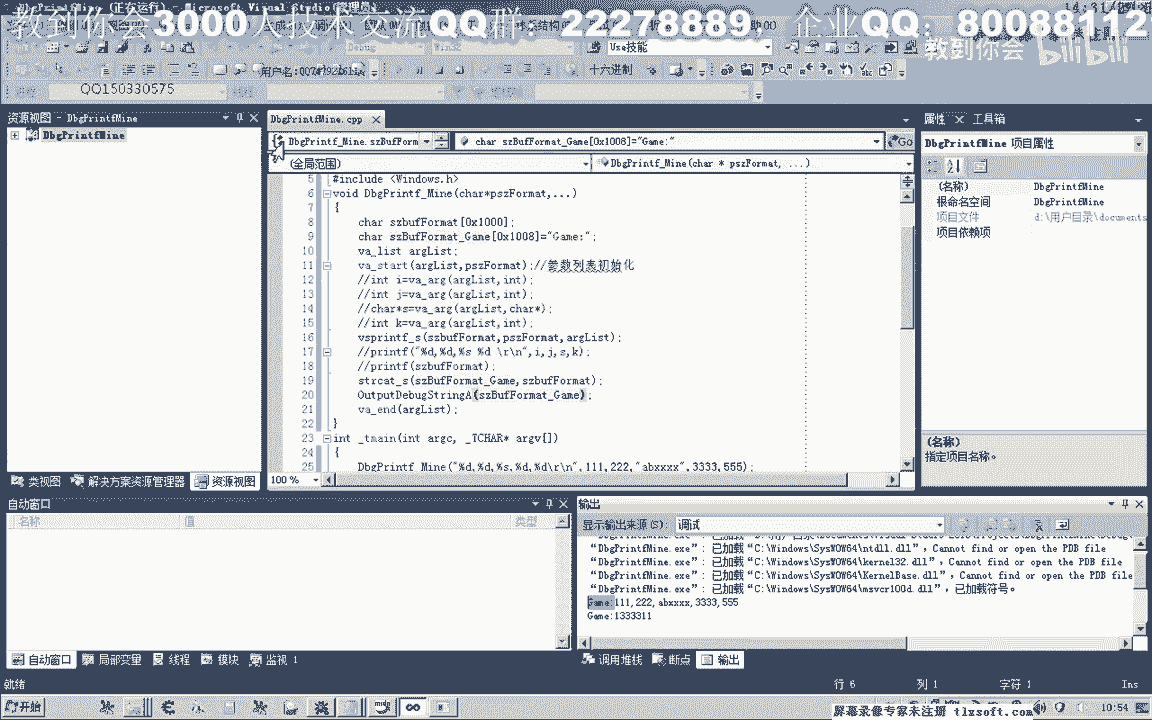 教到你会3000人技术交流QQ群：22278889， 企业QQ：800881127
教到你会 bilibili
Debug Win32 Use技能
十六进制
QQ150330575
资源视图 - DbgPrintfMine
DbgPrintfMine
DbgPrintfMine.cpp
DbgPrintf_Mine.szBufForm
char szBufFormat_Game[0x1008]="Game:"
Go
(全局范围)
DbgPrintf_Mine(char * pszFormat, ...)
5 #include <Windows.h>
6 void DbgPrintf_Mine(char*pszFormat,...)
7 {
8 char szbufFormat[0x1000];
9 char szBufFormat_Game[0x1008]="Game:";
10 va_list argList;
11 va_start(argList,pszFormat);//参数列表初始化
12 //int i=va_arg(argList,int);
13 //int j=va_arg(argList,int);
14 //char*s=va_arg(argList,char*);
15 //int k=va_arg(argList,int);
16 vsprintf_s(szbufFormat,pszFormat,argList);
17 //printf("%d,%d,%s %d \r\n",i,j,s,k);
18 //printf(szbufFormat);
19 strcat_s(szBufFormat_Game,szbufFormat);
20 OutputDebugStringA(szBufFormat_Game);
21 va_end(argList);
22 }
23 int _tmain(int argc, _TCHAR* argv[])
24 {
25 DbgPrintf_Mine("%d,%d,%s,%d,%d\r\n",111,222,"abxxxx",3333,555);
100 %
类视图 解决方案资源管理器 资源视图
属性 工具箱
DbgPrintfMine 项目属性
(名称) DbgPrintfMine
根命名空间 DbgPrintfMine
项目文件 d:\用户目录\documents
项目依赖项
(名称)
指定项目名称。
自动窗口
名称 值 类型
自动窗口 局部变量 线程 模块 监视 1
输出
显示输出来源(S): 调试
“DbgPrintfMine.exe”: 已加载“C:\Windows\SysWOW64\ntdll.dll”，Cannot find or open the PDB file
“DbgPrintfMine.exe”: 已加载“C:\Windows\SysWOW64\kernel32.dll”，Cannot find or open the PDB file
“DbgPrintfMine.exe”: 已加载“C:\Windows\SysWOW64\KernelBase.dll”，Cannot find or open the PDB file
“DbgPrintfMine.exe”: 已加载“C:\Windows\SysWOW64\msvcr100d.dll”，已加载符号。
Game:111,222,abxxxx,3333,555
Game:1333311
调用堆栈 断点 输出
就绪 行 6 列 1 字符 1 Ins
开始
屏幕录像专家未注册 tlxsoft.com
10:54